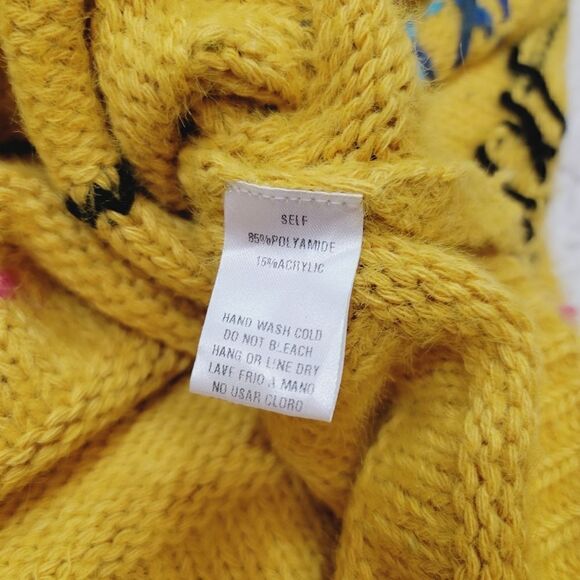 SELF
85%POLYAMIDE
15%ACRYLIC
HAND WASH COLD
DO NOT BLEACH
HANG OR LINE DRY
LAVE FRIO A MANO
NO USAR CLORO